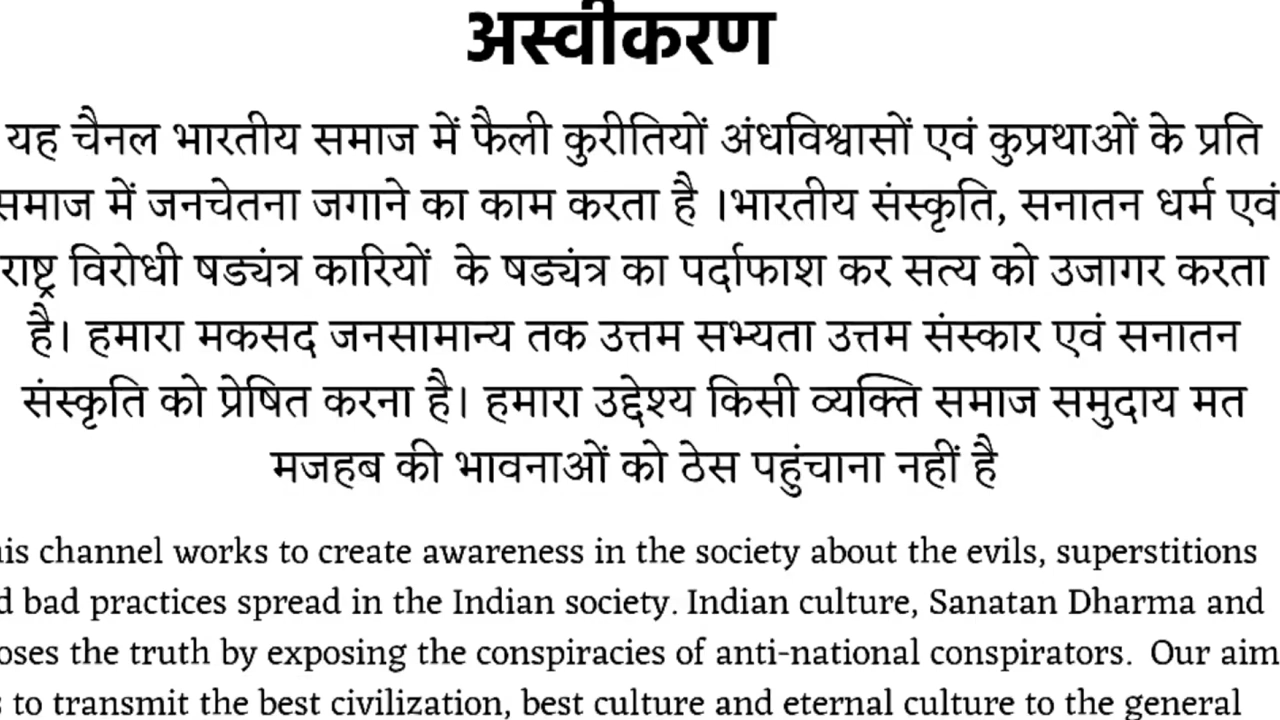 अस्वीकरण
यह चैनल भारतीय समाज में फैली कुरीतियों अंधविश्वासों एवं कुप्रथाओं के प्रति
समाज में जनचेतना जगाने का काम करता है ।भारतीय संस्कृति, सनातन धर्म एवं
राष्ट्र विरोधी षड्यंत्र कारियों के षड्यंत्र का पर्दाफाश कर सत्य को उजागर करता
है। हमारा मकसद जनसामान्य तक उत्तम सभ्यता उत्तम संस्कार एवं सनातन
संस्कृति को प्रेषित करना है। हमारा उद्देश्य किसी व्यक्ति समाज समुदाय मत
मजहब की भावनाओं को ठेस पहुंचाना नहीं है
channel works to create awareness in the society about the evils, superstitions
bad practices spread in the Indian society. Indian culture, Sanatan Dharma and
the truth by exposing the conspiracies of anti-national conspirators. Our aim
to transmit the best civilization, best culture and eternal culture to the general